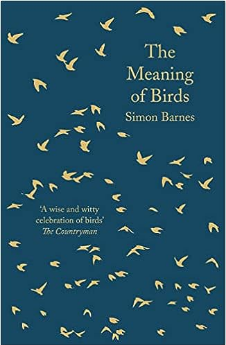 The
Meaning
of Birds
Simon Barnes
'A wise and witty
celebration of birds'
The Countryman